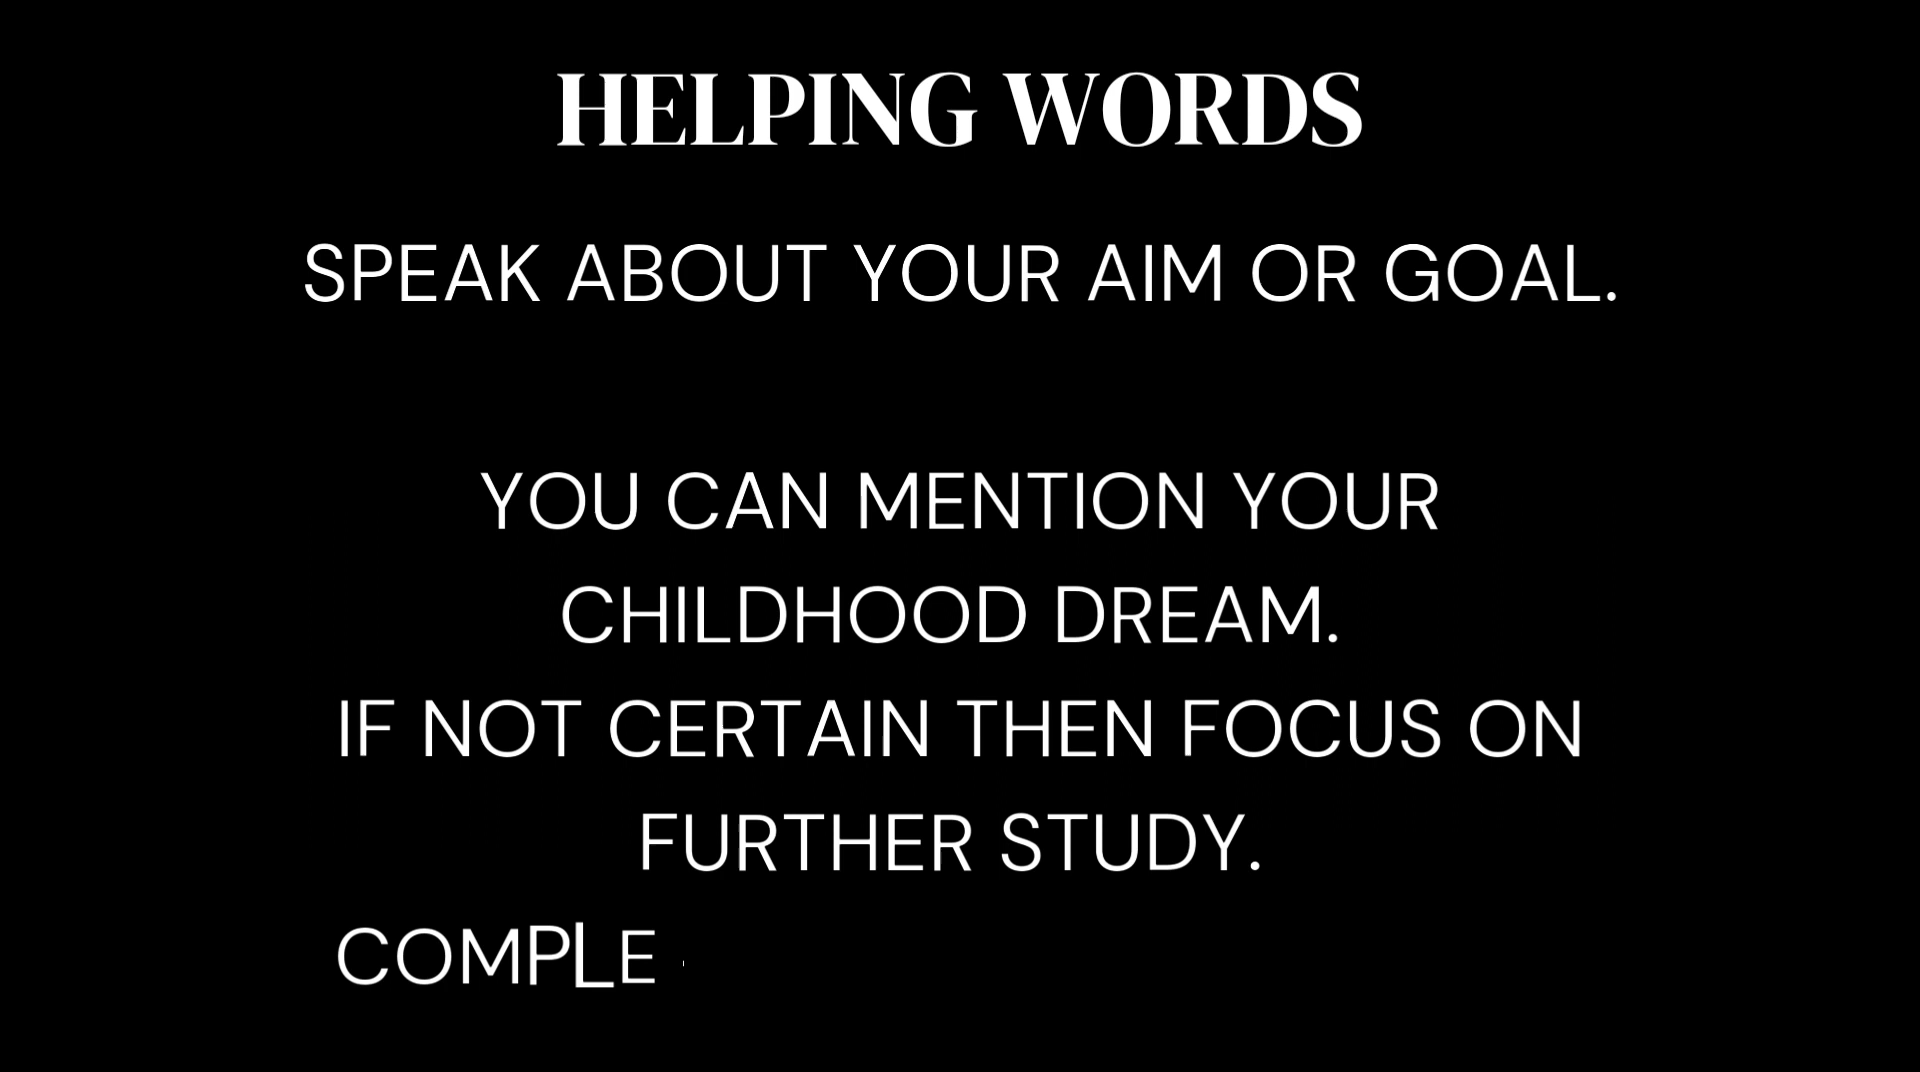 HELPING WORDS
SPEAK ABOUT YOUR AIM OR GOAL.
YOU CAN MENTION YOUR
CHILDHOOD DREAM.
IF NOT CERTAIN THEN FOCUS ON
FURTHER STUDY.
COMPLE